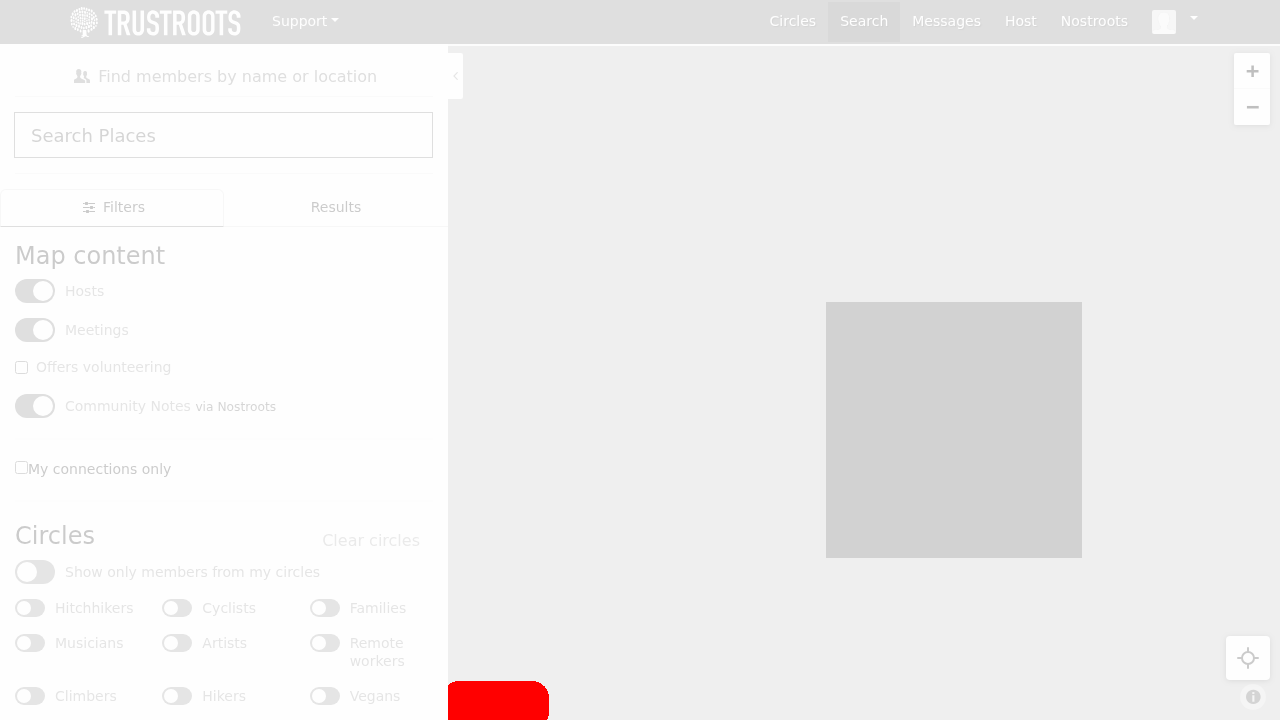 TRUSTROOTS Support Circles Search Messages Host Nostroots
Find members by name or location
Search Places
Filters Results
Map content
Hosts
Meetings
Offers volunteering
Community Notes via Nostroots
My connections only
Circles Clear circles
Show only members from my circles
Hitchhikers Cyclists Families
Musicians Artists Remote workers
Climbers Hikers Vegans